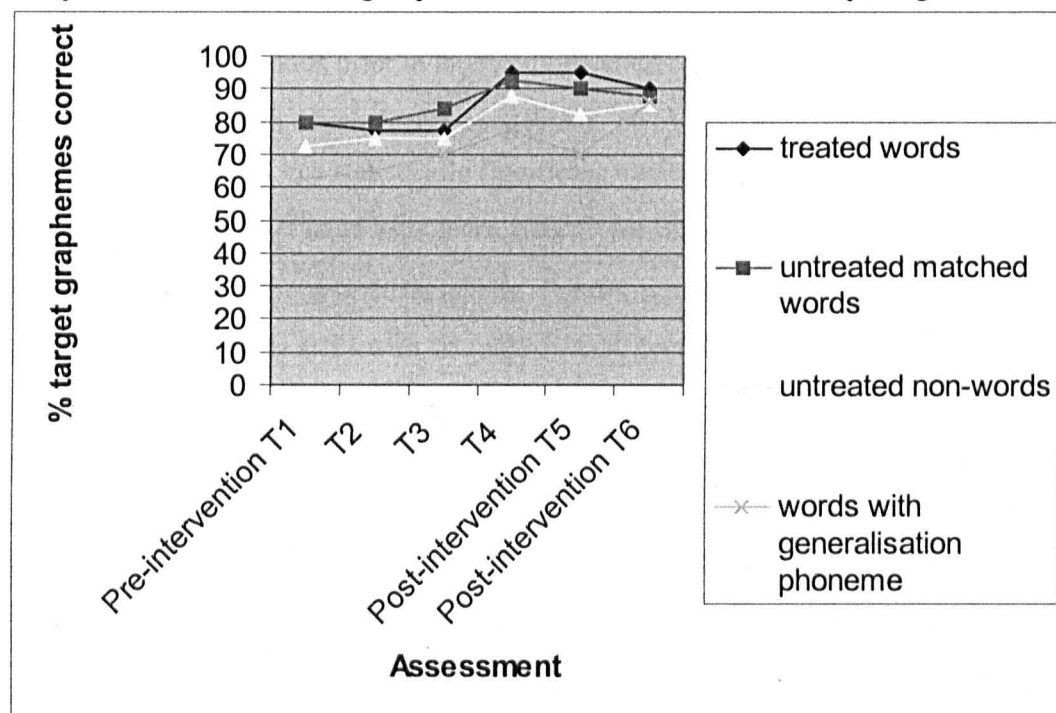 % target graphemes correct
100
90
80
70
60
50
40
30
20
10
0
Pre-intervention T1
T2
T3
T4
Post-intervention T5
Post-intervention T6
Assessment
treated words
untreated matched
words
untreated non-words
words with
generalisation
phoneme